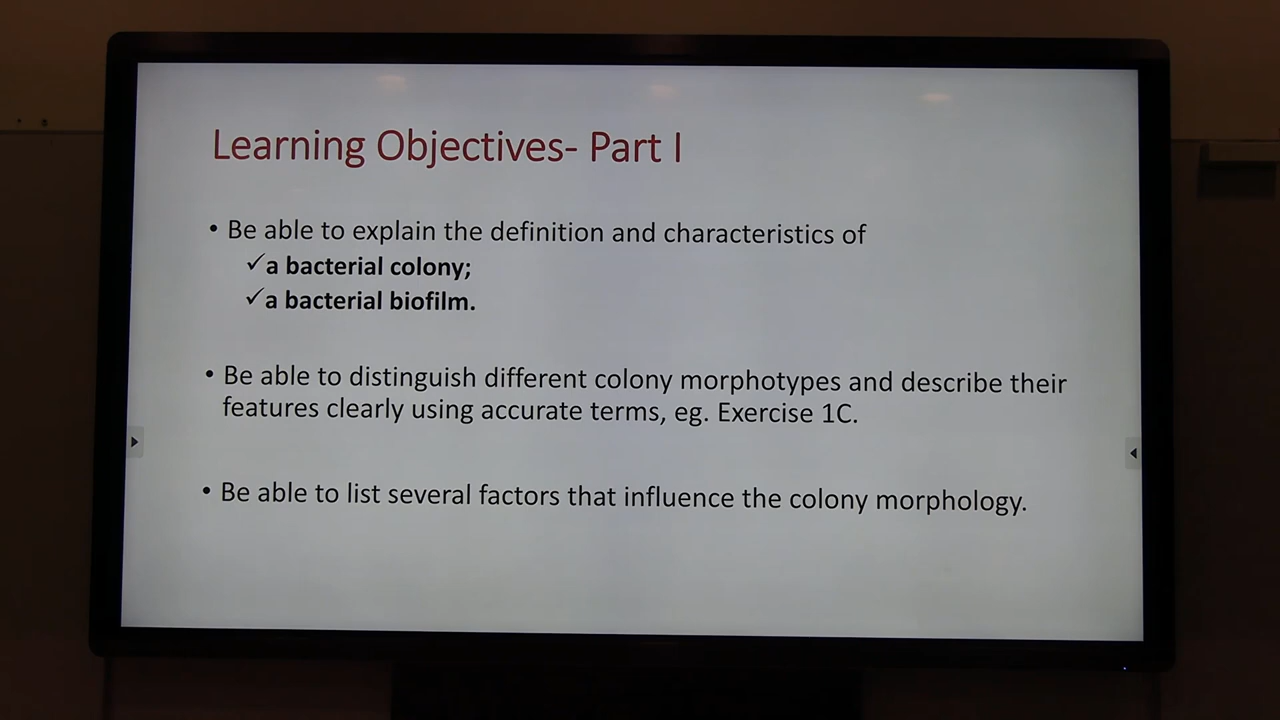 Learning Objectives- Part I
• Be able to explain the definition and characteristics of
✓a bacterial colony;
✓a bacterial biofilm.
• Be able to distinguish different colony morphotypes and describe their
features clearly using accurate terms, eg. Exercise 1C.
• Be able to list several factors that influence the colony morphology.